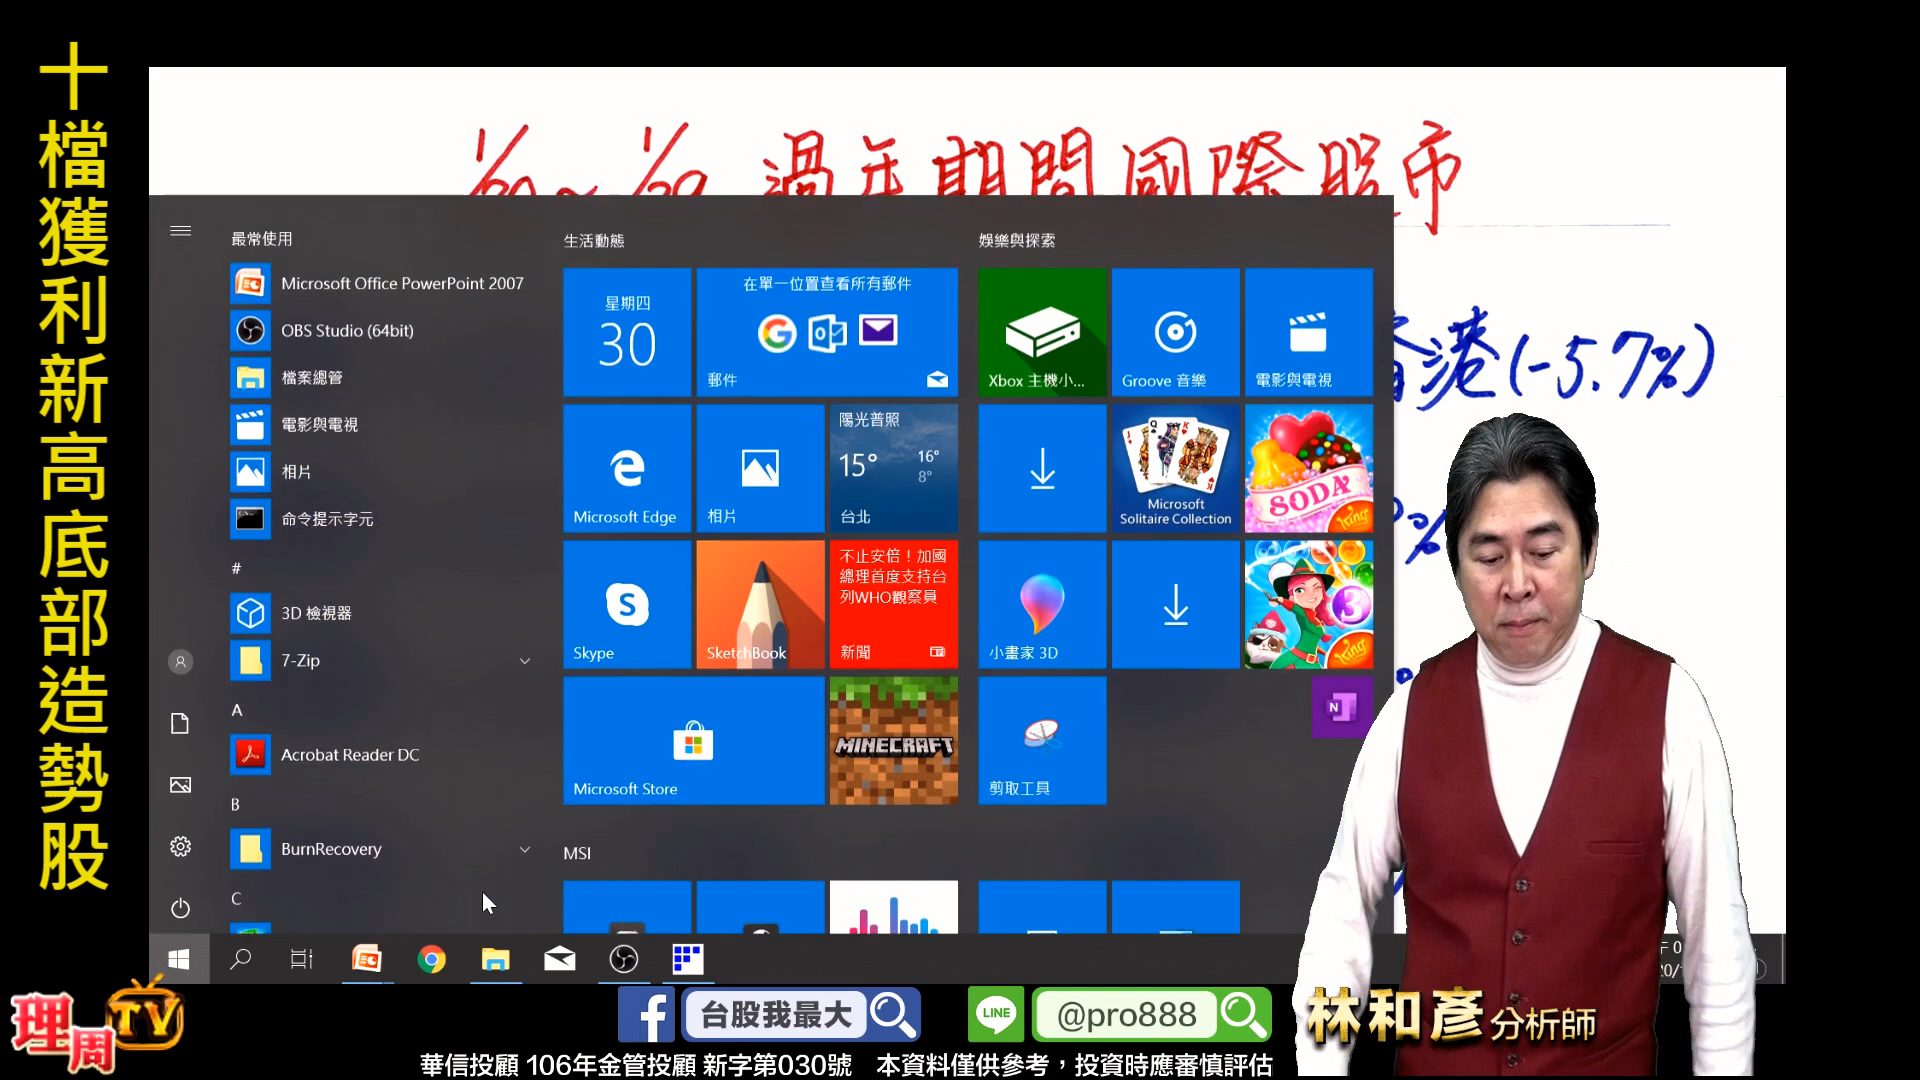 十檔獲利新高底部造勢股
過年期間國際股市
香港(-5.7%)
%
最常使用
Microsoft Office PowerPoint 2007
OBS Studio (64bit)
檔案總管
電影與電視
相片
命令提示字元
#
3D 檢視器
7-Zip
A
Acrobat Reader DC
B
BurnRecovery
C
生活動態
星期四
30
在單一位置查看所有郵件
郵件
Microsoft Edge
相片
陽光普照
15°
16°
8°
台北
Skype
SketchBook
不止安倍！加國
總理首度支持台
列WHO觀察員
新聞
Microsoft Store
MINECRAFT
MSI
娛樂與探索
Xbox 主機小...
Groove 音樂
電影與電視
Microsoft
Solitaire Collection
SODA
King
小畫家 3D
3
King
N
剪取工具
理周TV
台股我最大
LINE
@pro888
林和彥 分析師
華信投顧 106年金管投顧 新字第030號 本資料僅供參考，投資時應審慎評估